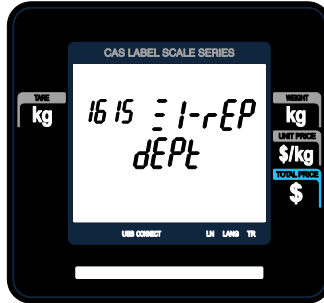 CAS LABEL SCALE SERIES
TARE
kg
1615 Ξ 1-rEP
dEPt
WEIGHT
kg
UNIT PRICE
$/kg
TOTAL PRICE
$
USB CONNECT LN LANG TR